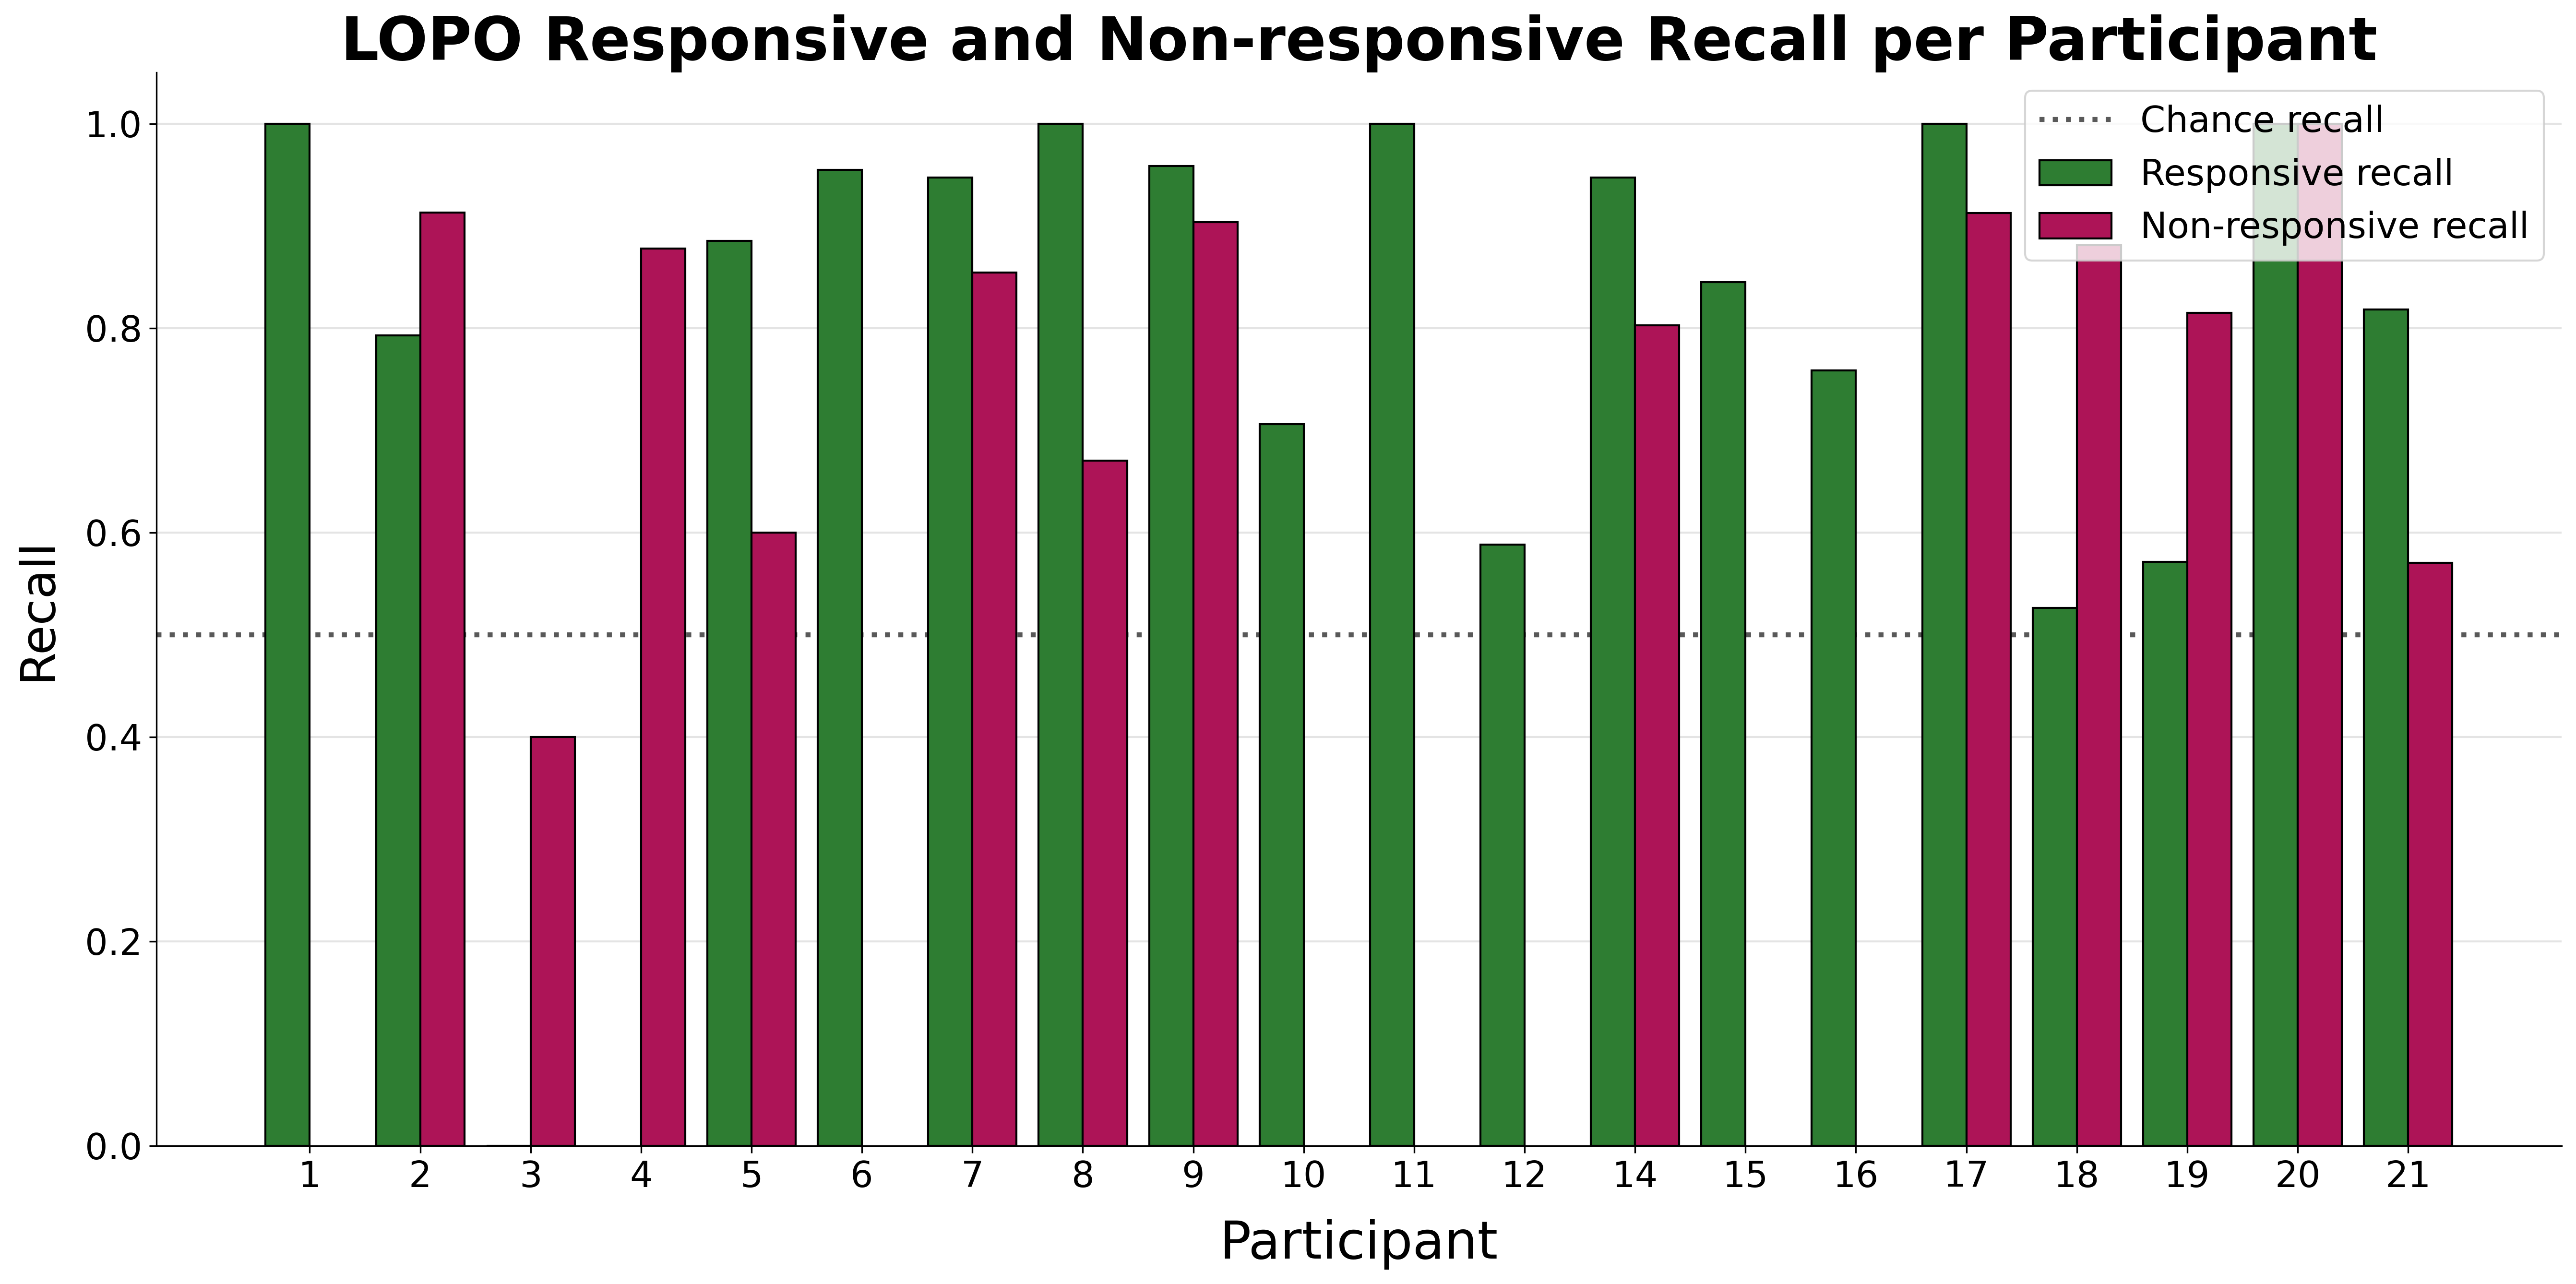 LOPO Responsive and Non-responsive Recall per Participant
Chance recall
Responsive recall
Non-responsive recall
1.0
0.8
0.6
0.4
0.2
0.0
Recall
1 2 3 4 5 6 7 8 9 10 11 12 14 15 16 17 18 19 20 21
Participant